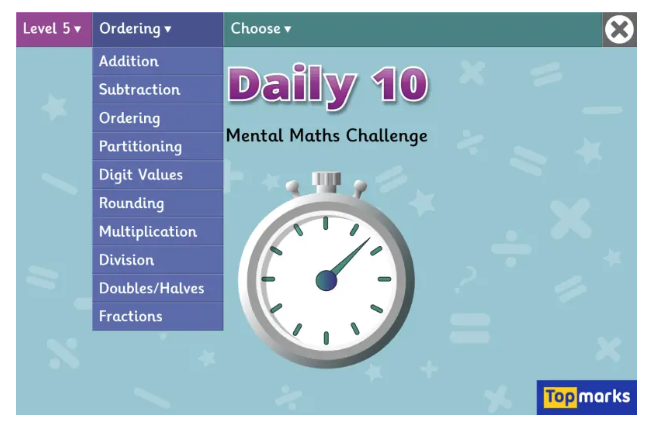 Level 5 ▾ Ordering ▾ Choose ▾
Addition
Subtraction
Ordering
Partitioning
Digit Values
Rounding
Multiplication
Division
Doubles/Halves
Fractions
Daily 10
Mental Maths Challenge
Topmarks